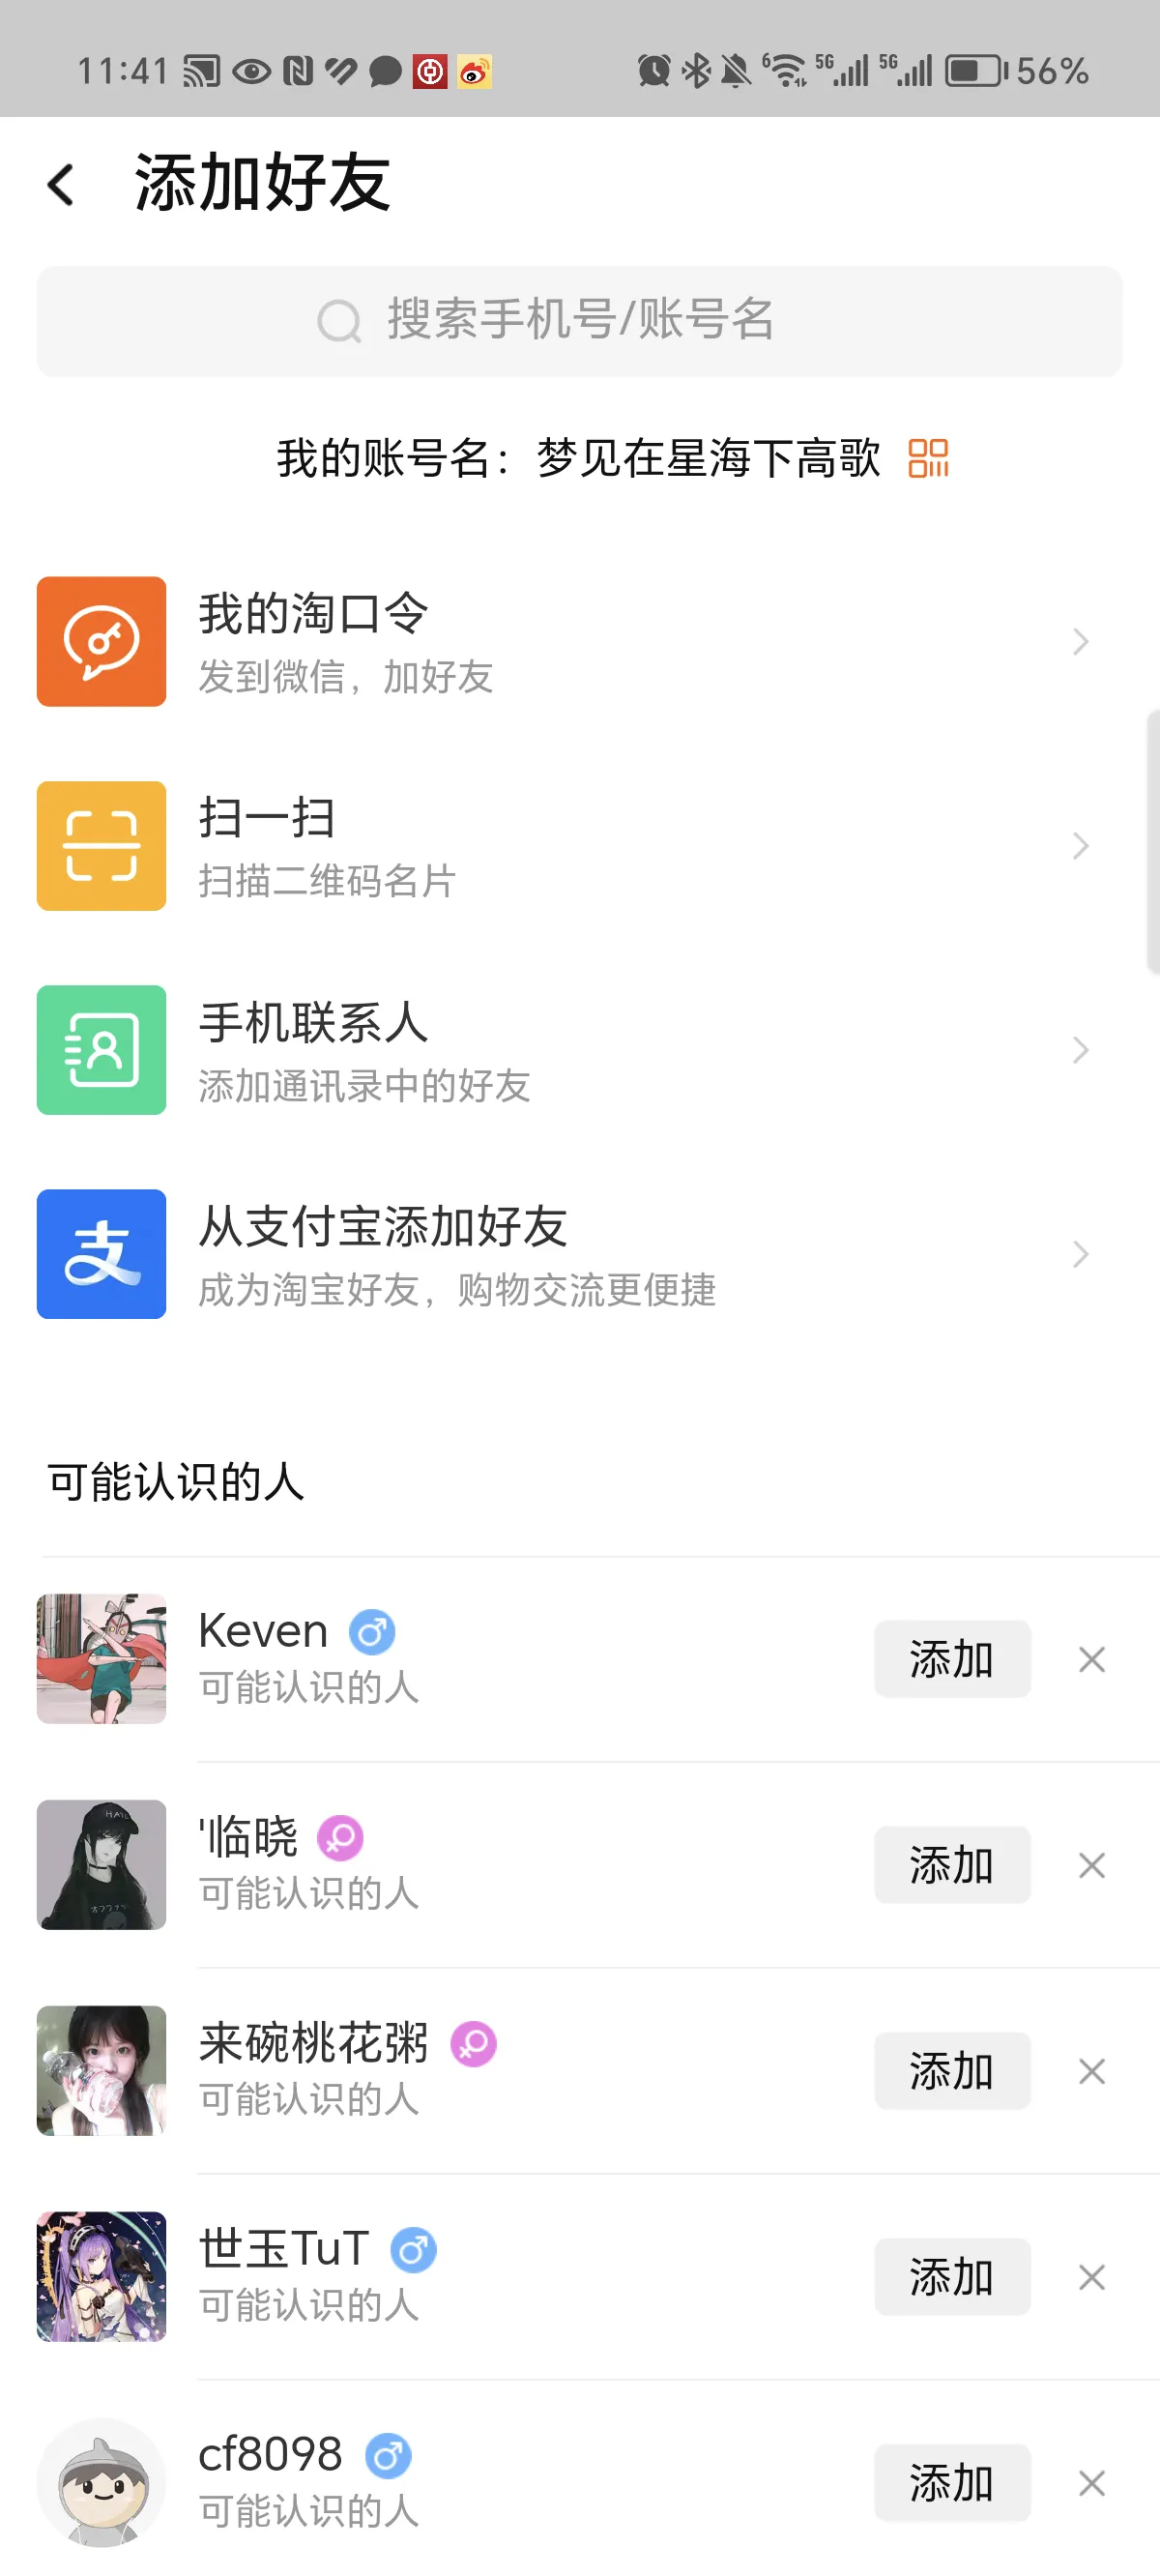 11:41
6 5G 5G 56%
添加好友
搜索手机号/账号名
我的账号名：梦见在星海下高歌
我的淘口令
发到微信，加好友
扫一扫
扫描二维码名片
手机联系人
添加通讯录中的好友
支
从支付宝添加好友
成为淘宝好友，购物交流更便捷
可能认识的人
Keven
可能认识的人
添加
'临晓
可能认识的人
添加
来碗桃花粥
可能认识的人
添加
世玉TuT
可能认识的人
添加
cf8098
可能认识的人
添加